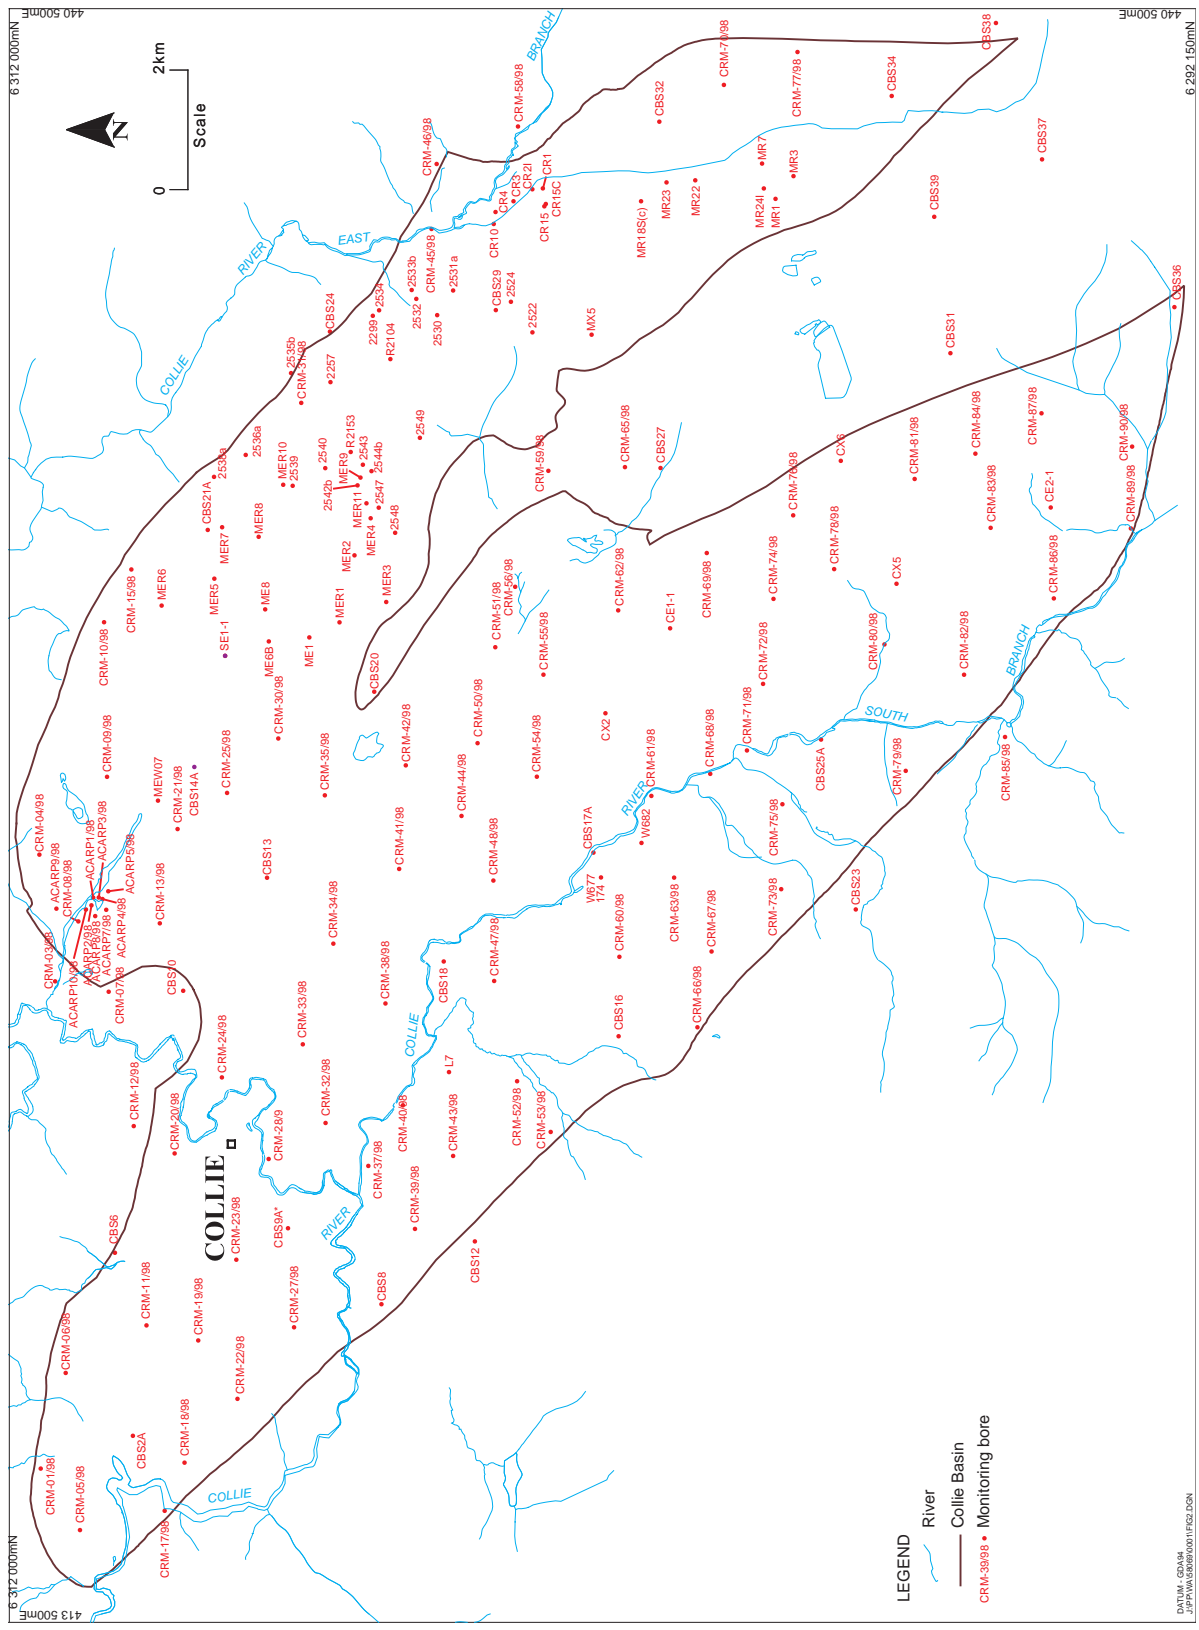 6 312 000mN
440 500mE
440 500mE
6 292 150mN
6 312 000mN
413 500mE
N
0
2km
Scale
COLLIE
RIVER
EAST
BRANCH
COLLIE
RIVER
COLLIE
RIVER
SOUTH
BRANCH
COLLIE
COLLIE
RIVER
CRM-01/98
CRM-05/98
CBS2A
CRM-17/98
CRM-18/98
CRM-06/98
CRM-11/98
CRM-19/98
CRM-22/98
CBS6
CRM-23/98
CBS9A*
CRM-27/98
CBS8
CBS12
CRM-12/98
CRM-20/98
CRM-24/98
CRM-28/9
CRM-32/98
CRM-33/98
CRM-37/98
CRM-39/98
CRM-40/98
CRM-43/98
L7
CRM-52/98
CRM-53/98
CBS10
CRM-03/98
ACARP10/98
ACARP2/98
ACARP8/98
ACARP7/98
ACARP4/98
CRM-07/98
CRM-08/98
ACARP9/98
CRM-04/98
ACARP1/98
ACARP3/98
ACARP5/98
CRM-13/98
CRM-09/98
MEW07
CRM-21/98
CBS14A
CRM-25/98
CBS13
CRM-34/98
CRM-38/98
CRM-35/98
CRM-30/98
CRM-41/98
CRM-42/98
CRM-44/98
CRM-48/98
CRM-47/98
CBS18
CRM-50/98
CRM-54/98
CBS17A
W677
174
W682
CRM-60/98
CBS16
CRM-63/98
CRM-67/98
CRM-66/98
CRM-61/98
CX2
CRM-68/98
CRM-71/98
CRM-73/98
CRM-75/98
CBS23
CBS25A
CRM-79/98
CRM-85/98
CRM-10/98
CRM-15/98
MER6
MER5
SE1-1
ME8
ME6B
ME1
MER1
CBS20
MER3
MER2
MER4
MER11
2542b
MER9
R2153
2543
2544b
2547
2548
2549
2540
MER10
2539
MER8
MER7
CBS21A
2538a
2536a
2535b
CRM-31/98
2257
CBS24
2299
2534
R2104
2533b
2532
2530
2531a
CRM-45/98
CRM-46/98
CRM-58/98
CR10
CR4
CR3
CR2I
CR1
CR15
CR15C
CBS29
2524
2522
MX5
MR18S(c)
MR23
MR22
MR24I
MR1
MR7
MR3
CBS32
CRM-70/98
CRM-77/98
CBS34
CBS38
CBS37
CBS39
CBS31
CBS36
CRM-51/98
CRM-56/98
CRM-55/98
CRM-59/98
CRM-65/98
CBS27
CRM-62/98
CE1-1
CRM-69/98
CRM-72/98
CRM-74/98
CRM-76/98
CRM-78/98
CX6
CX5
CRM-80/98
CRM-81/98
CRM-82/98
CRM-83/98
CRM-84/98
CRM-87/98
CE2-1
CRM-86/98
CRM-89/98
CRM-90/98
LEGEND
River
Collie Basin
CRM-39/98 Monitoring bore
DATUM - GDA94